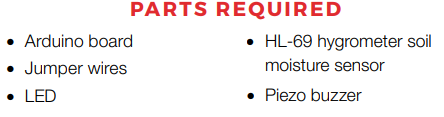 PARTS REQUIRED
• Arduino board
• Jumper wires
• LED
• HL-69 hygrometer soil
moisture sensor
• Piezo buzzer